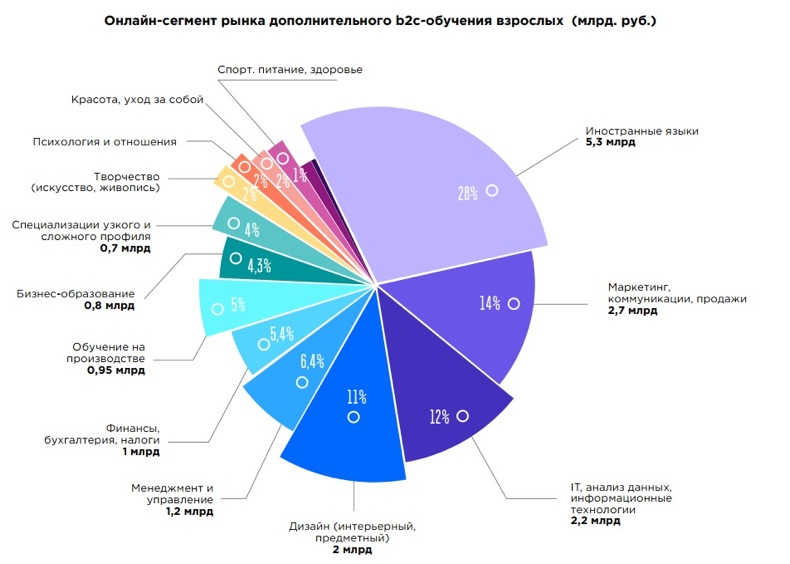 Онлайн-сегмент рынка дополнительного b2c-обучения взрослых (млрд. руб.)
Спорт. питание, здоровье
Красота, уход за собой
Психология и отношения
Творчество
(искусство, живопись)
Специализации узкого и
сложного профиля
0,7 млрд
Бизнес-образование
0,8 млрд
Обучение на
производстве
0,95 млрд
Финансы,
бухгалтерия, налоги
1 млрд
Менеджмент и
управление
1,2 млрд
Дизайн (интерьерный,
предметный)
2 млрд
IT, анализ данных,
информационные
технологии
2,2 млрд
Маркетинг,
коммуникации, продажи
2,7 млрд
Иностранные языки
5,3 млрд
28%
14%
12%
11%
6,4%
5,4%
5%
4,3%
4%
2%
2%
2%
1%